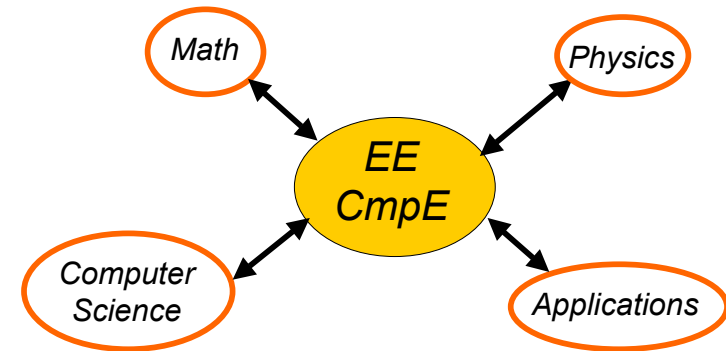 Math
Physics
EE
CmpE
Computer
Science
Applications